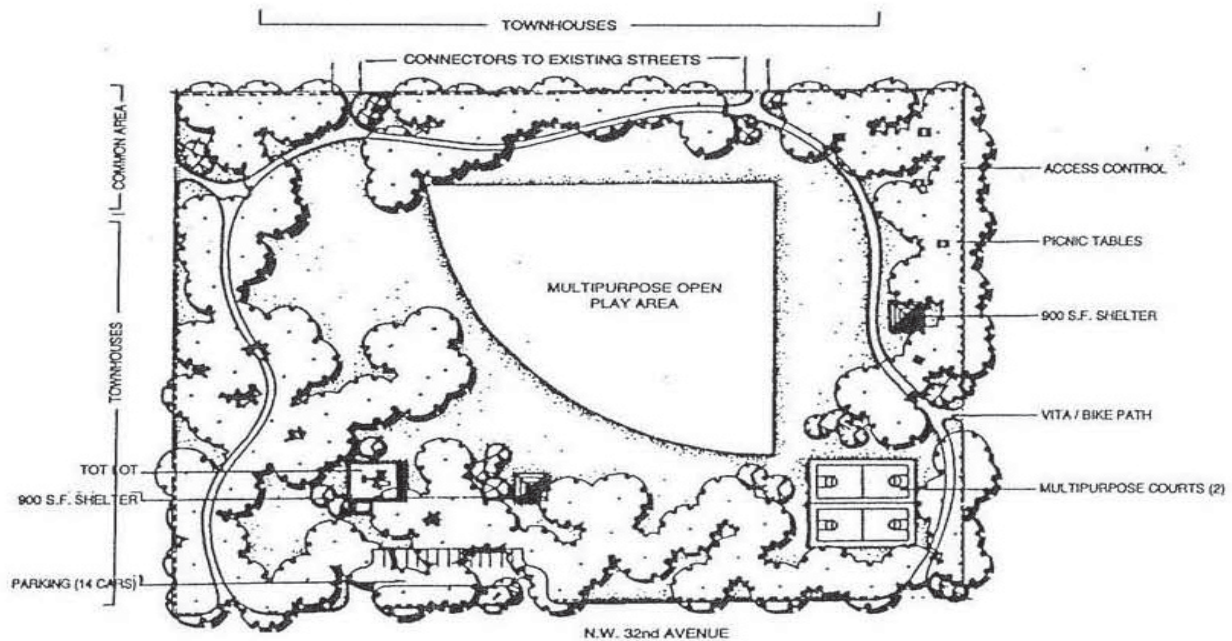 TOWNHOUSES
CONNECTORS TO EXISTING STREETS
COMMON AREA
TOWNHOUSES
ACCESS CONTROL
PICNIC TABLES
MULTIPURPOSE OPEN
PLAY AREA
900 S.F. SHELTER
VITA / BIKE PATH
TOT LOT
900 S.F. SHELTER
MULTIPURPOSE COURTS (2)
PARKING (14 CARS)
N.W. 32nd AVENUE